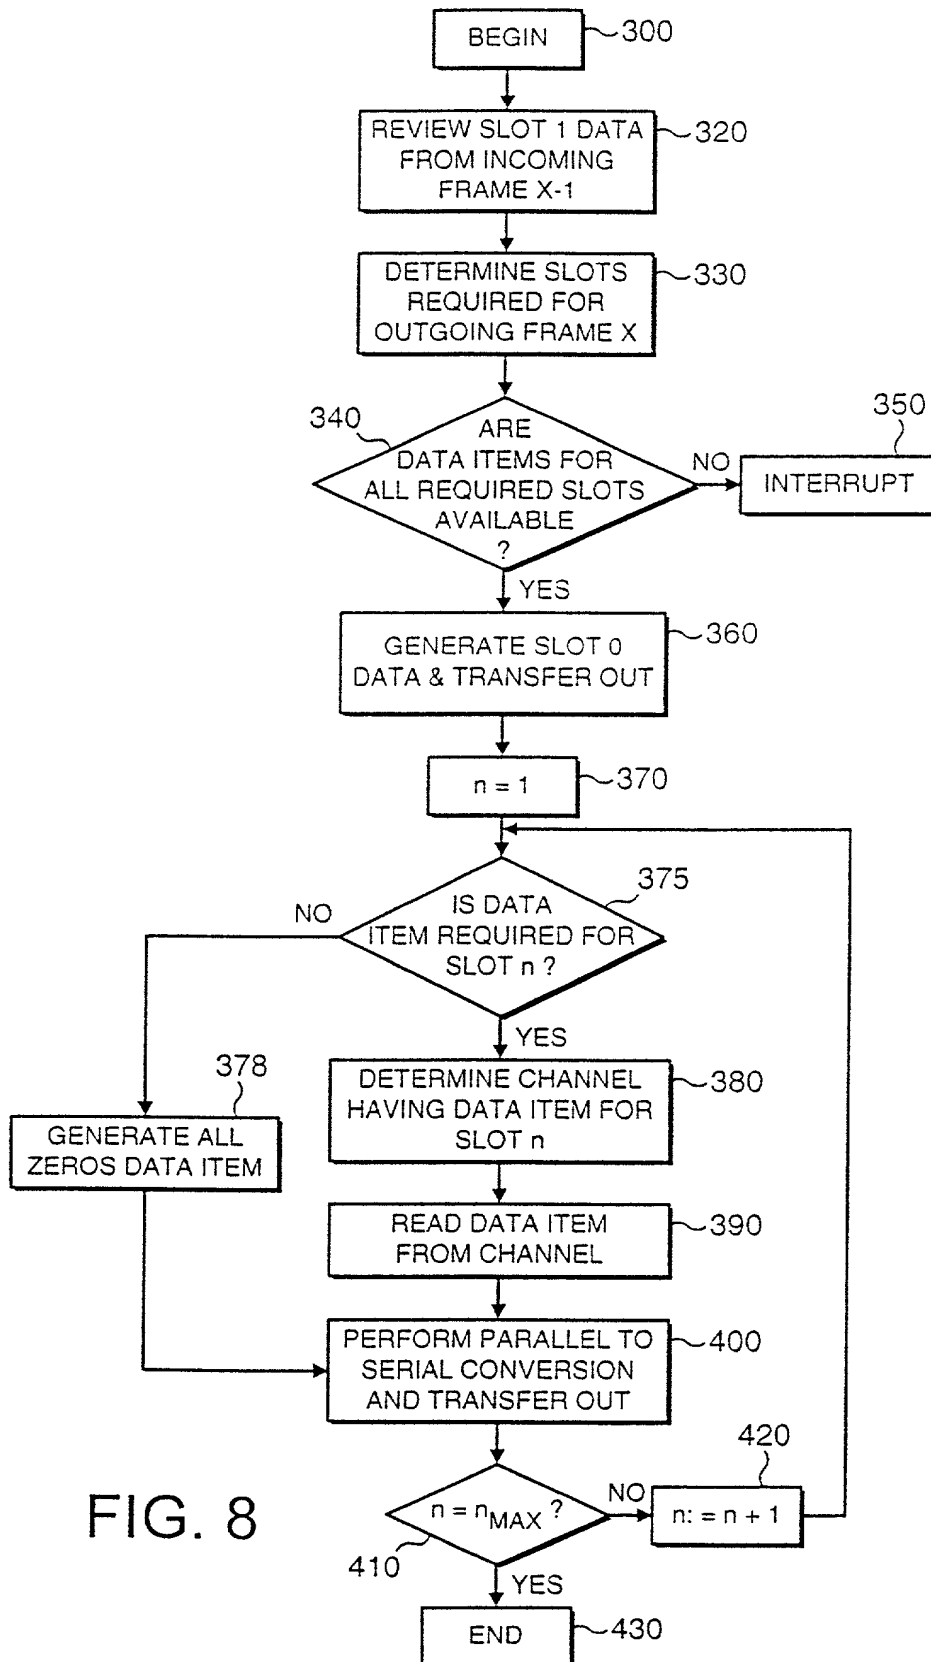 BEGIN
300
REVIEW SLOT 1 DATA
FROM INCOMING
FRAME X-1
320
DETERMINE SLOTS
REQUIRED FOR
OUTGOING FRAME X
330
340
ARE
DATA ITEMS FOR
ALL REQUIRED SLOTS
AVAILABLE
?
NO
350
INTERRUPT
YES
GENERATE SLOT 0
DATA & TRANSFER OUT
360
n = 1
370
375
IS DATA
ITEM REQUIRED FOR
SLOT n ?
NO
YES
378
GENERATE ALL
ZEROS DATA ITEM
DETERMINE CHANNEL
HAVING DATA ITEM FOR
SLOT n
380
READ DATA ITEM
FROM CHANNEL
390
PERFORM PARALLEL TO
SERIAL CONVERSION
AND TRANSFER OUT
400
n = nMAX ?
410
NO
420
n: = n + 1
YES
END
430
FIG. 8